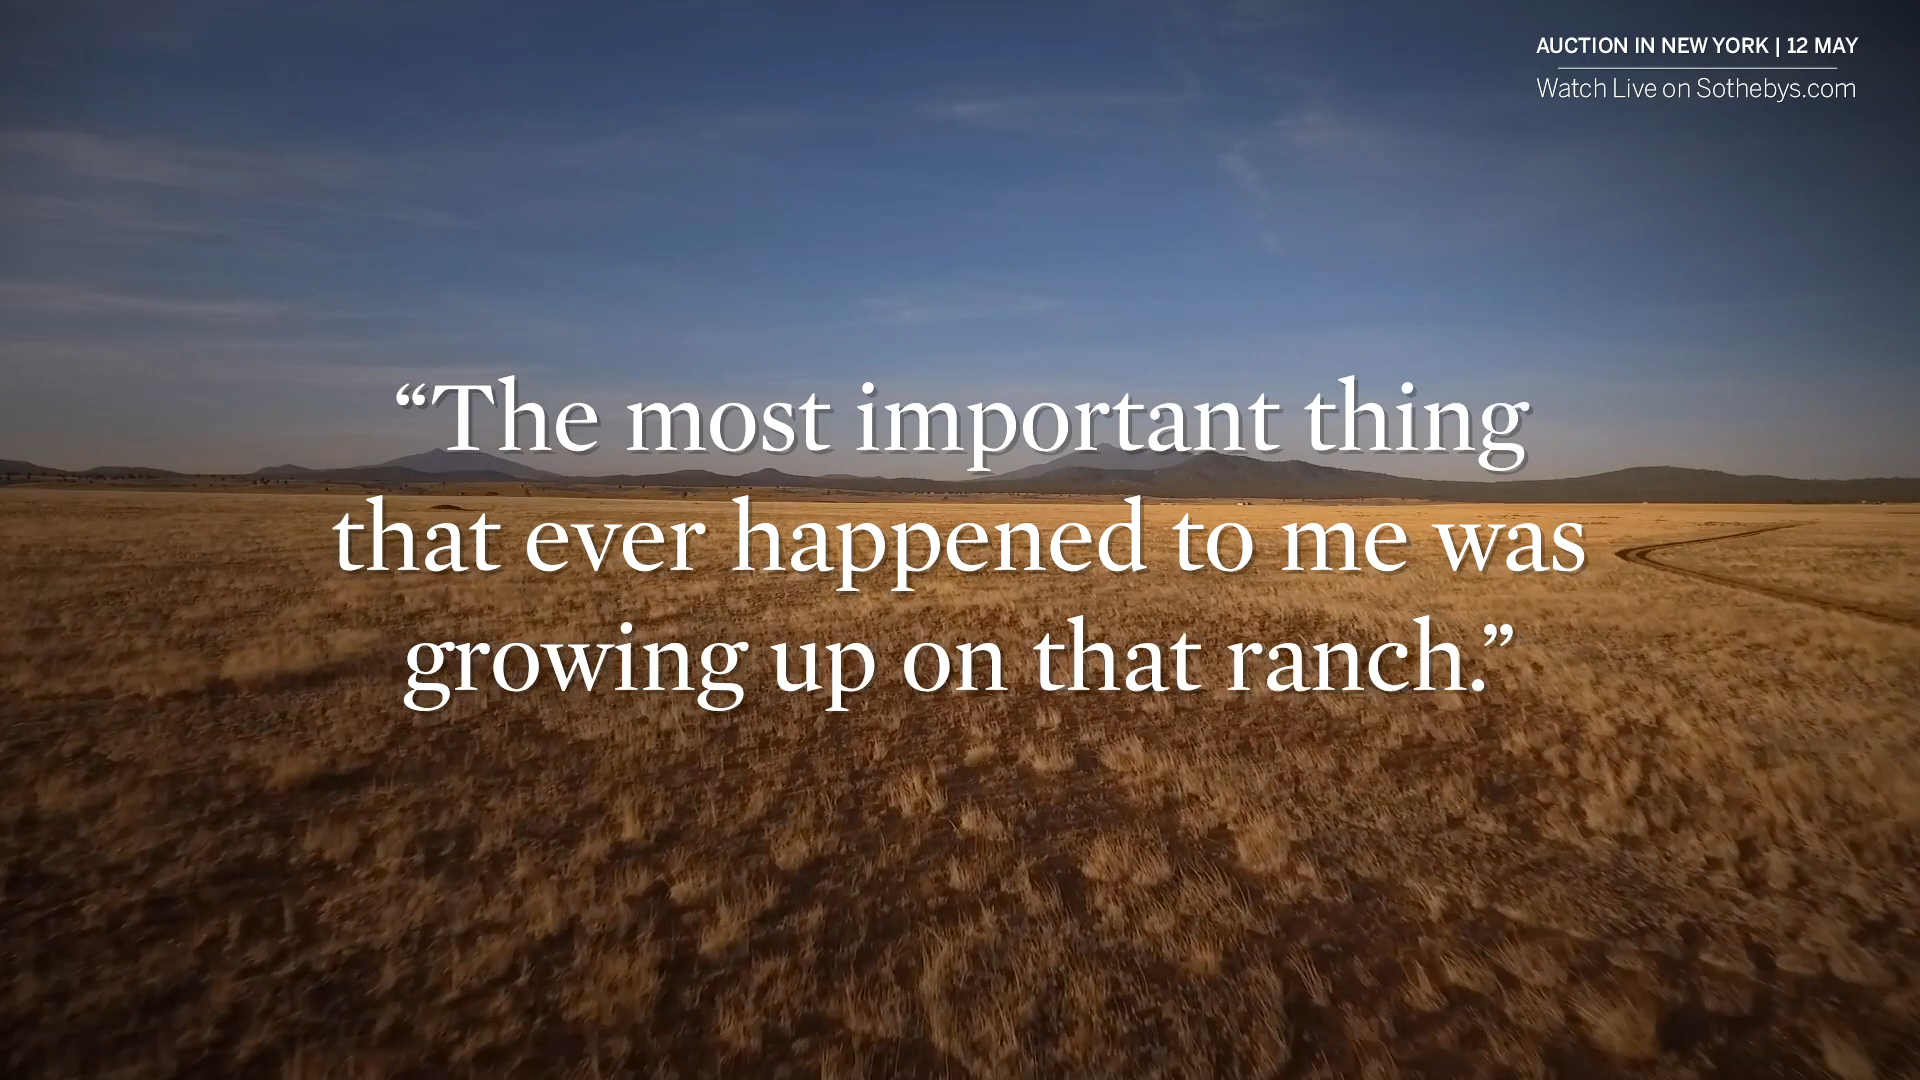 AUCTION IN NEW YORK | 12 MAY
Watch Live on Sothebys.com
“The most important thing
that ever happened to me was
growing up on that ranch.”